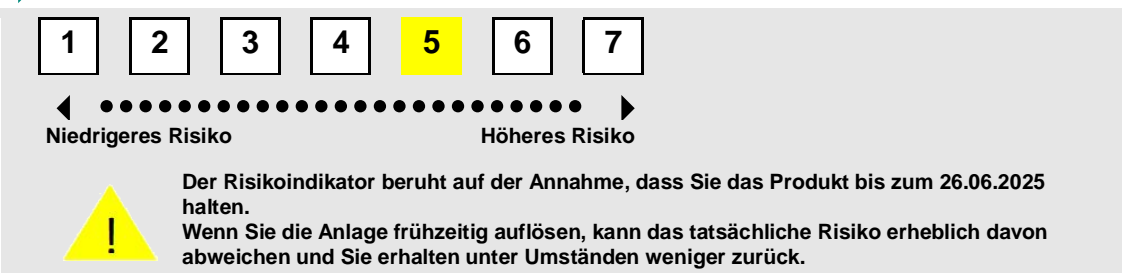 1 2 3 4 5 6 7
Niedrigeres Risiko Höheres Risiko
Der Risikoindikator beruht auf der Annahme, dass Sie das Produkt bis zum 26.06.2025
halten.
!
Wenn Sie die Anlage frühzeitig auflösen, kann das tatsächliche Risiko erheblich davon
abweichen und Sie erhalten unter Umständen weniger zurück.